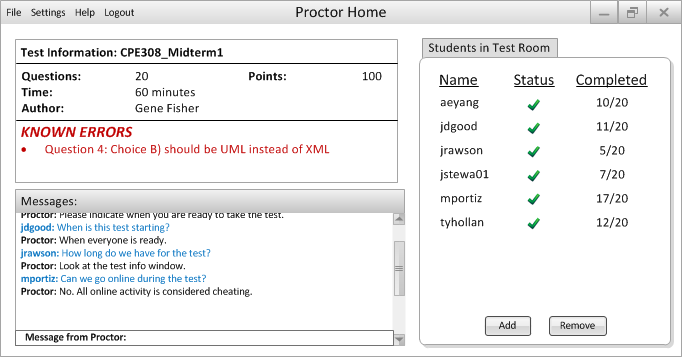 File Settings Help Logout Proctor Home
Test Information: CPE308_Midterm1
Questions: 20 Points: 100
Time: 60 minutes
Author: Gene Fisher
KNOWN ERRORS
• Question 4: Choice B) should be UML instead of XML
Messages:
Proctor: Please indicate when you are ready to take the test.
jdgood: When is this test starting?
Proctor: When everyone is ready.
jrawson: How long do we have for the test?
Proctor: Look at the test info window.
mportiz: Can we go online during the test?
Proctor: No. All online activity is considered cheating.
Message from Proctor:
Students in Test Room
Name Status Completed
aeyang 10/20
jdgood 11/20
jrawson 5/20
jstewa01 7/20
mportiz 17/20
tyhollan 12/20
Add Remove